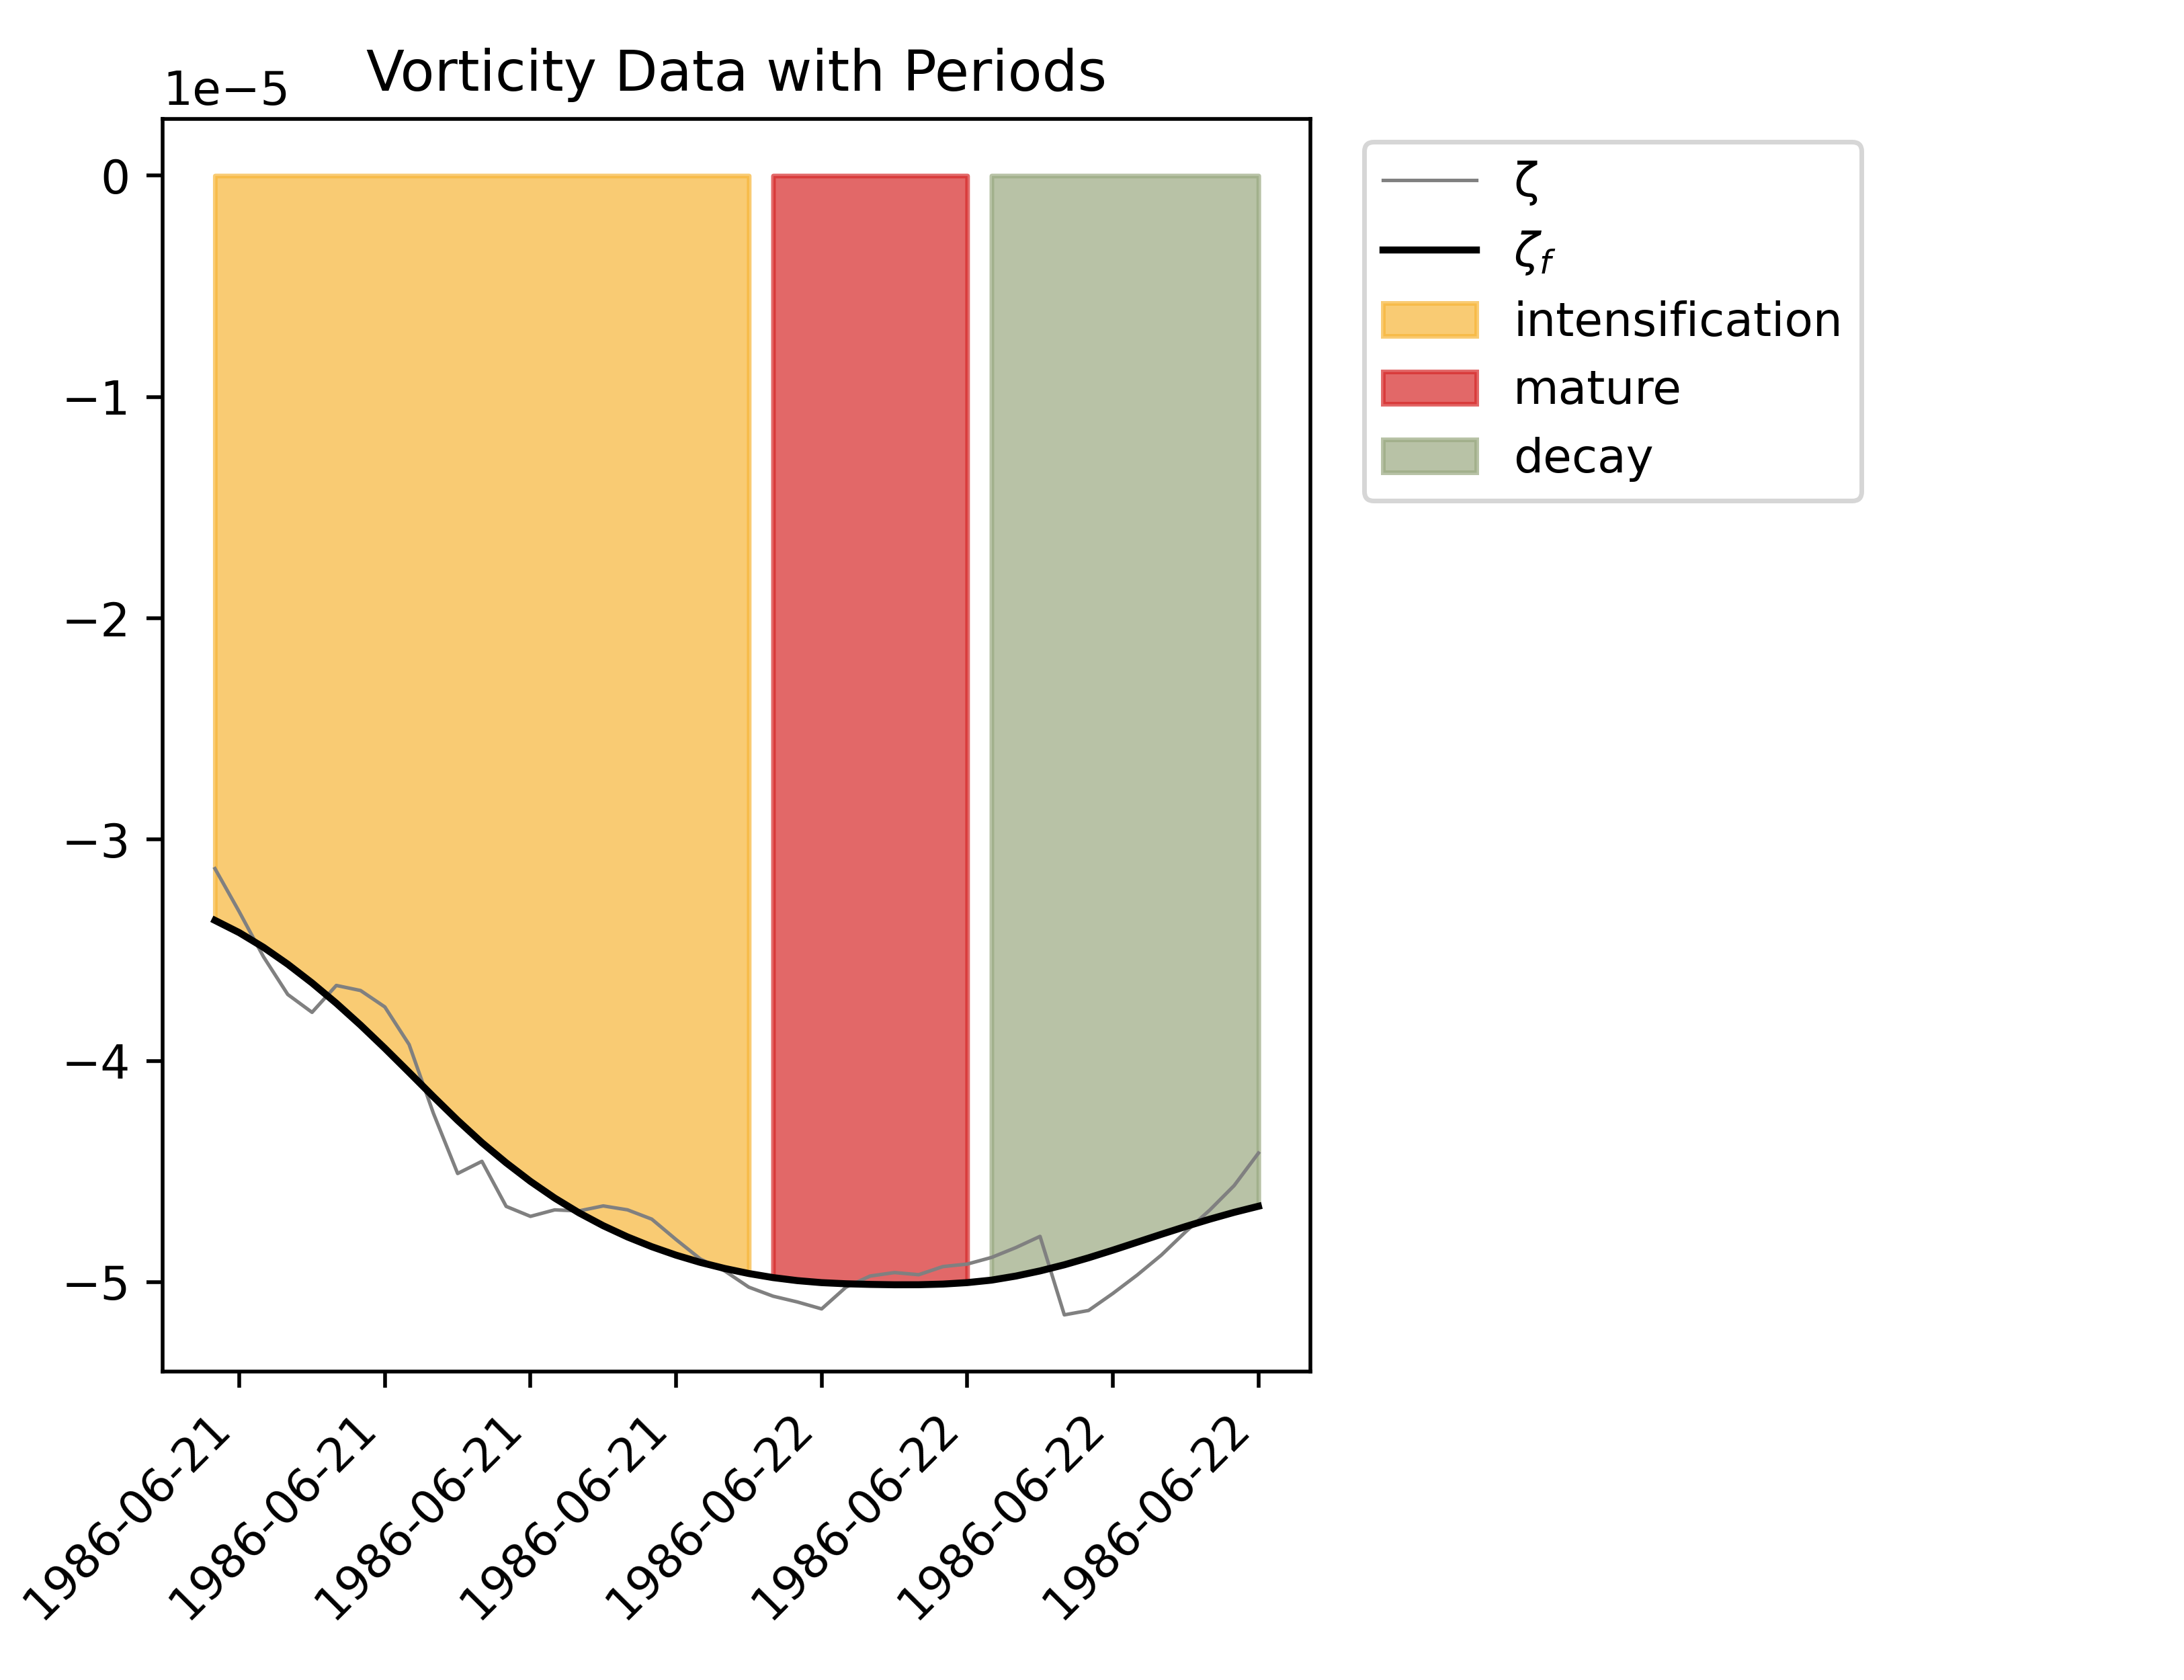 Vorticity Data with Periods
1e−5
0
−1
−2
−3
−4
−5
1986-06-21
1986-06-21
1986-06-21
1986-06-21
1986-06-22
1986-06-22
1986-06-22
1986-06-22
ζ
ζf
intensification
mature
decay